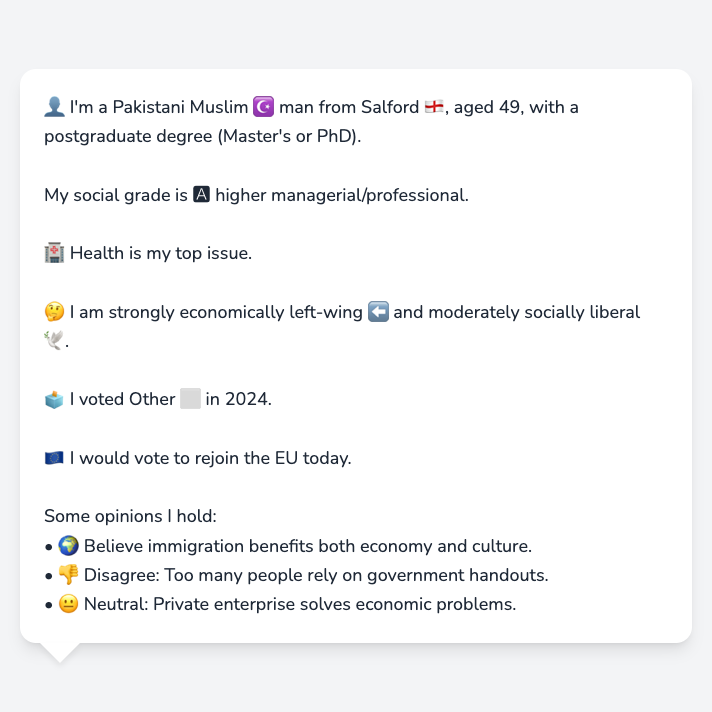 👤 I'm a Pakistani Muslim ☪️ man from Salford 🏴󠁧󠁢󠁥󠁮󠁧󠁿, aged 49, with a
postgraduate degree (Master's or PhD).
My social grade is 🅰 higher managerial/professional.
🏥 Health is my top issue.
🤔 I am strongly economically left-wing ⬅️ and moderately socially liberal
🕊️.
🗳️ I voted Other ⬜ in 2024.
🇪🇺 I would vote to rejoin the EU today.
Some opinions I hold:
• 🌍 Believe immigration benefits both economy and culture.
• 👎 Disagree: Too many people rely on government handouts.
• 😐 Neutral: Private enterprise solves economic problems.